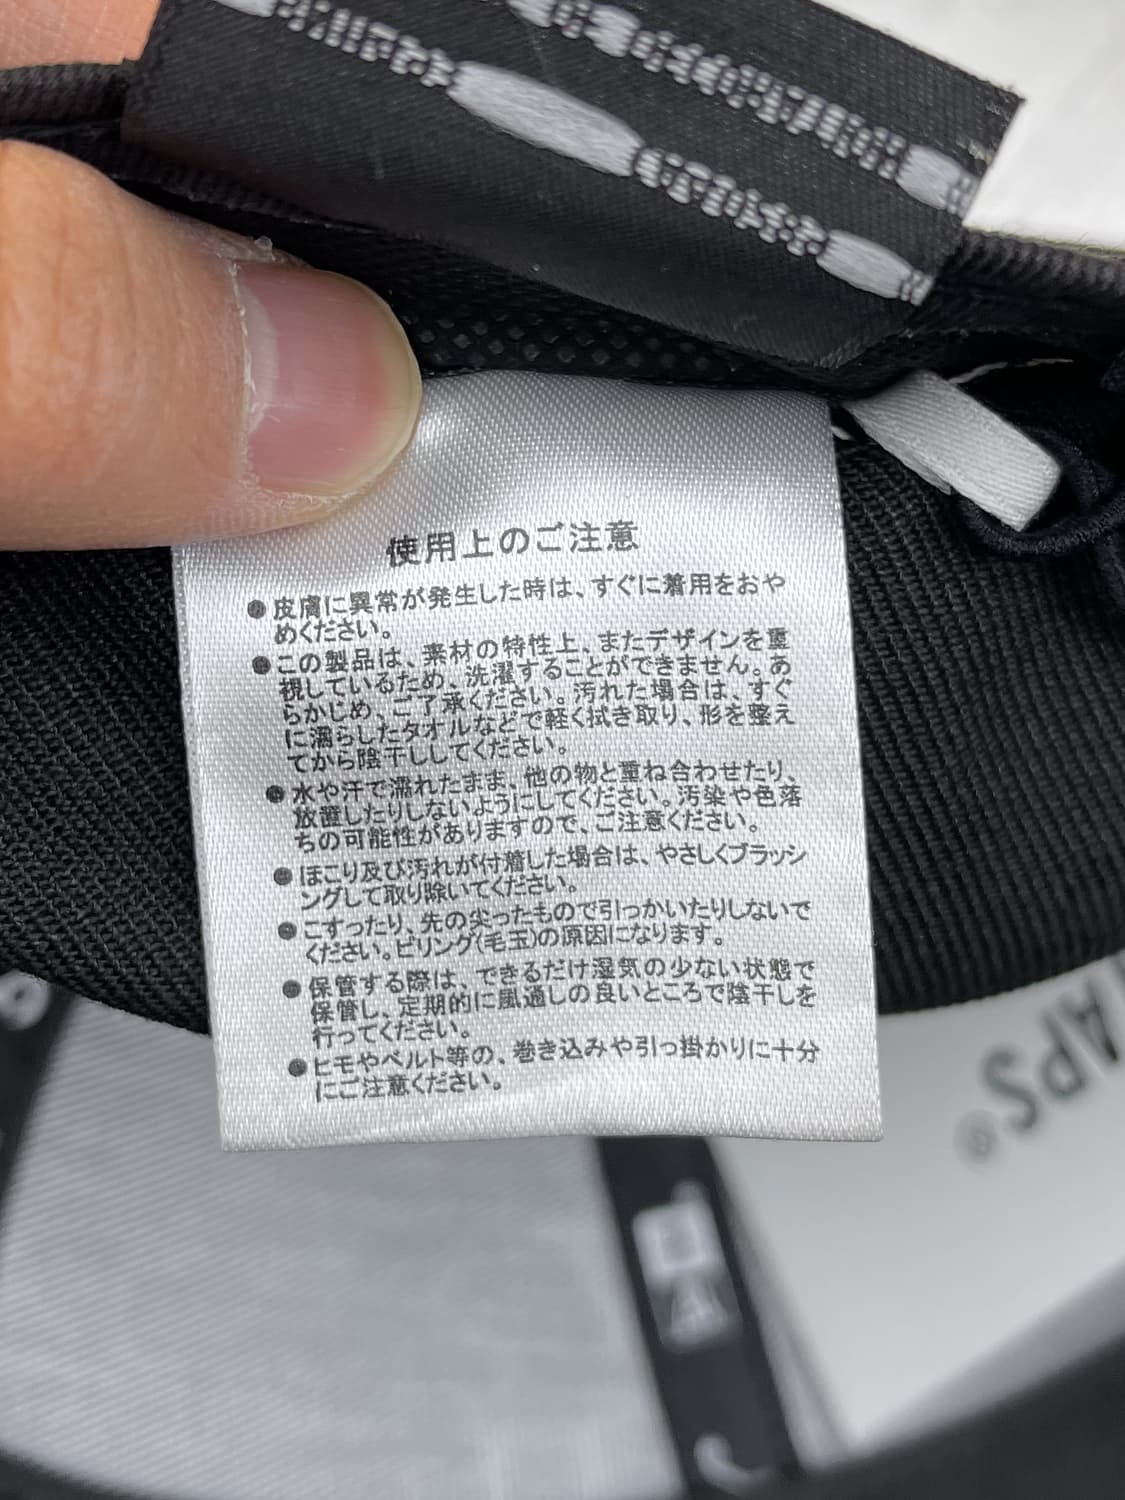 使用上のご注意
●皮膚に異常が発生した時は、すぐに着用をおや
めください。
●この製品は、素材の特性上、またデザインを重
視しているため、洗濯することができません。あ
らかじめ、ご了承ください。汚れた場合は、すぐ
に濡らしたタオルなどで軽く拭き取り、形を整え
てから陰干ししてください。
●水や汗で濡れたまま、他の物と重ね合わせたり、
放置したりしないようにしてください。汚染や色落
ちの可能性がありますので、ご注意ください。
●ほこり及び汚れが付着した場合は、やさしくブラッシ
ングして取り除いてください。
●こすったり、先の尖ったもので引っかいたりしないで
ください。ピリング(毛玉)の原因になります。
●保管する際は、できるだけ湿気の少ない状態で
保管し、定期的に風通しの良いところで陰干しを
行ってください。
●ヒモやベルト等の、巻き込みや引っ掛かりに十分
にご注意ください。
APS®